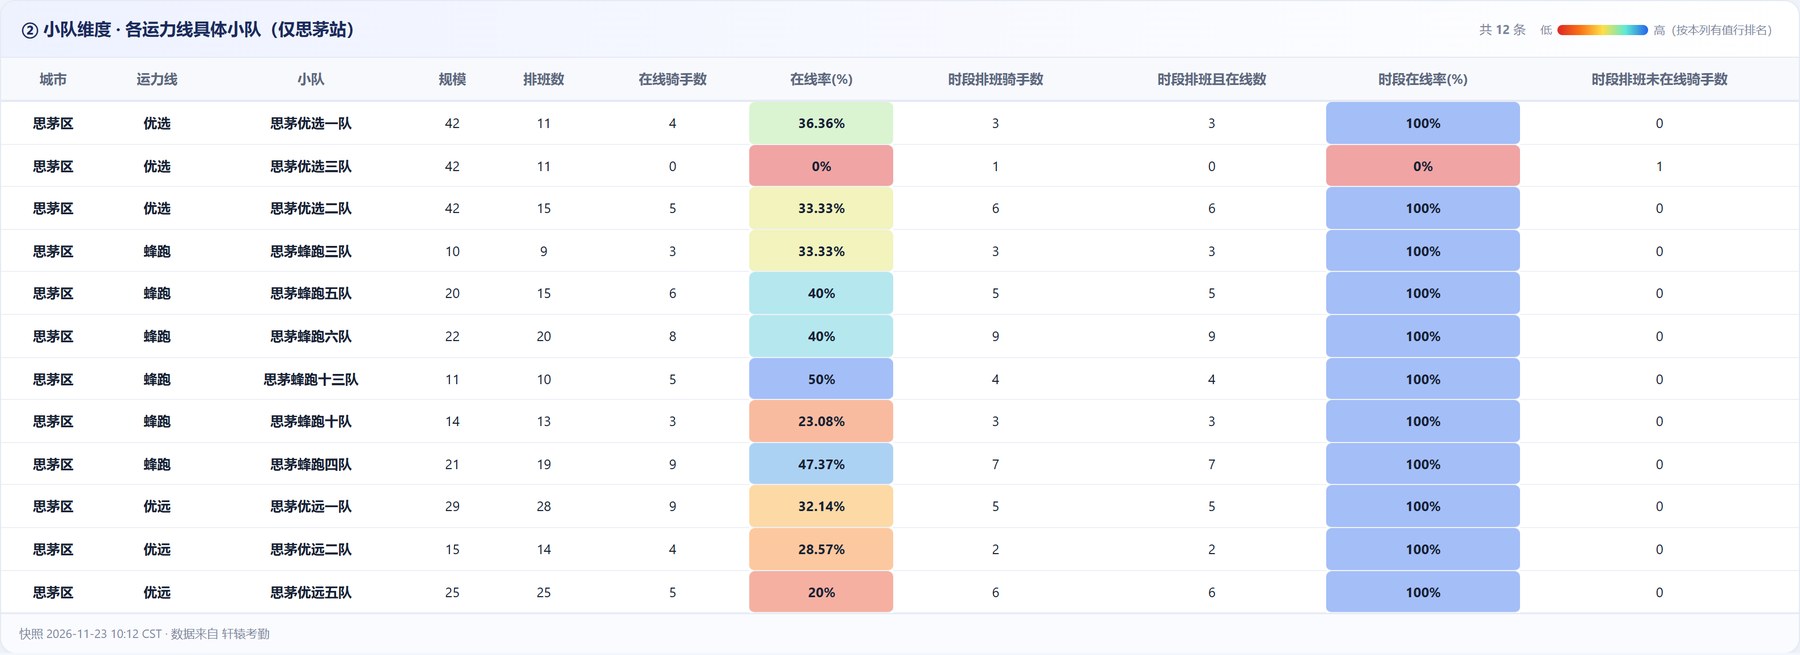 ② 小队维度 · 各运力线具体小队（仅思茅站）
共 12 条 低 高 (按本列有值行排名)
城市 运力线 小队 规模 排班数 在线骑手数 在线率(%) 时段排班骑手数 时段排班且在线数 时段在线率(%) 时段排班未在线骑手数
思茅区 优选 思茅优选一队 42 11 4 36.36% 3 3 100% 0
思茅区 优选 思茅优选三队 42 11 0 0% 1 0 0% 1
思茅区 优选 思茅优选二队 42 15 5 33.33% 6 6 100% 0
思茅区 蜂跑 思茅蜂跑三队 10 9 3 33.33% 3 3 100% 0
思茅区 蜂跑 思茅蜂跑五队 20 15 6 40% 5 5 100% 0
思茅区 蜂跑 思茅蜂跑六队 22 20 8 40% 9 9 100% 0
思茅区 蜂跑 思茅蜂跑十三队 11 10 5 50% 4 4 100% 0
思茅区 蜂跑 思茅蜂跑十队 14 13 3 23.08% 3 3 100% 0
思茅区 蜂跑 思茅蜂跑四队 21 19 9 47.37% 7 7 100% 0
思茅区 优远 思茅优远一队 29 28 9 32.14% 5 5 100% 0
思茅区 优远 思茅优远二队 15 14 4 28.57% 2 2 100% 0
思茅区 优远 思茅优远五队 25 25 5 20% 6 6 100% 0
快照 2026-11-23 10:12 CST · 数据来自 轩辕考勤